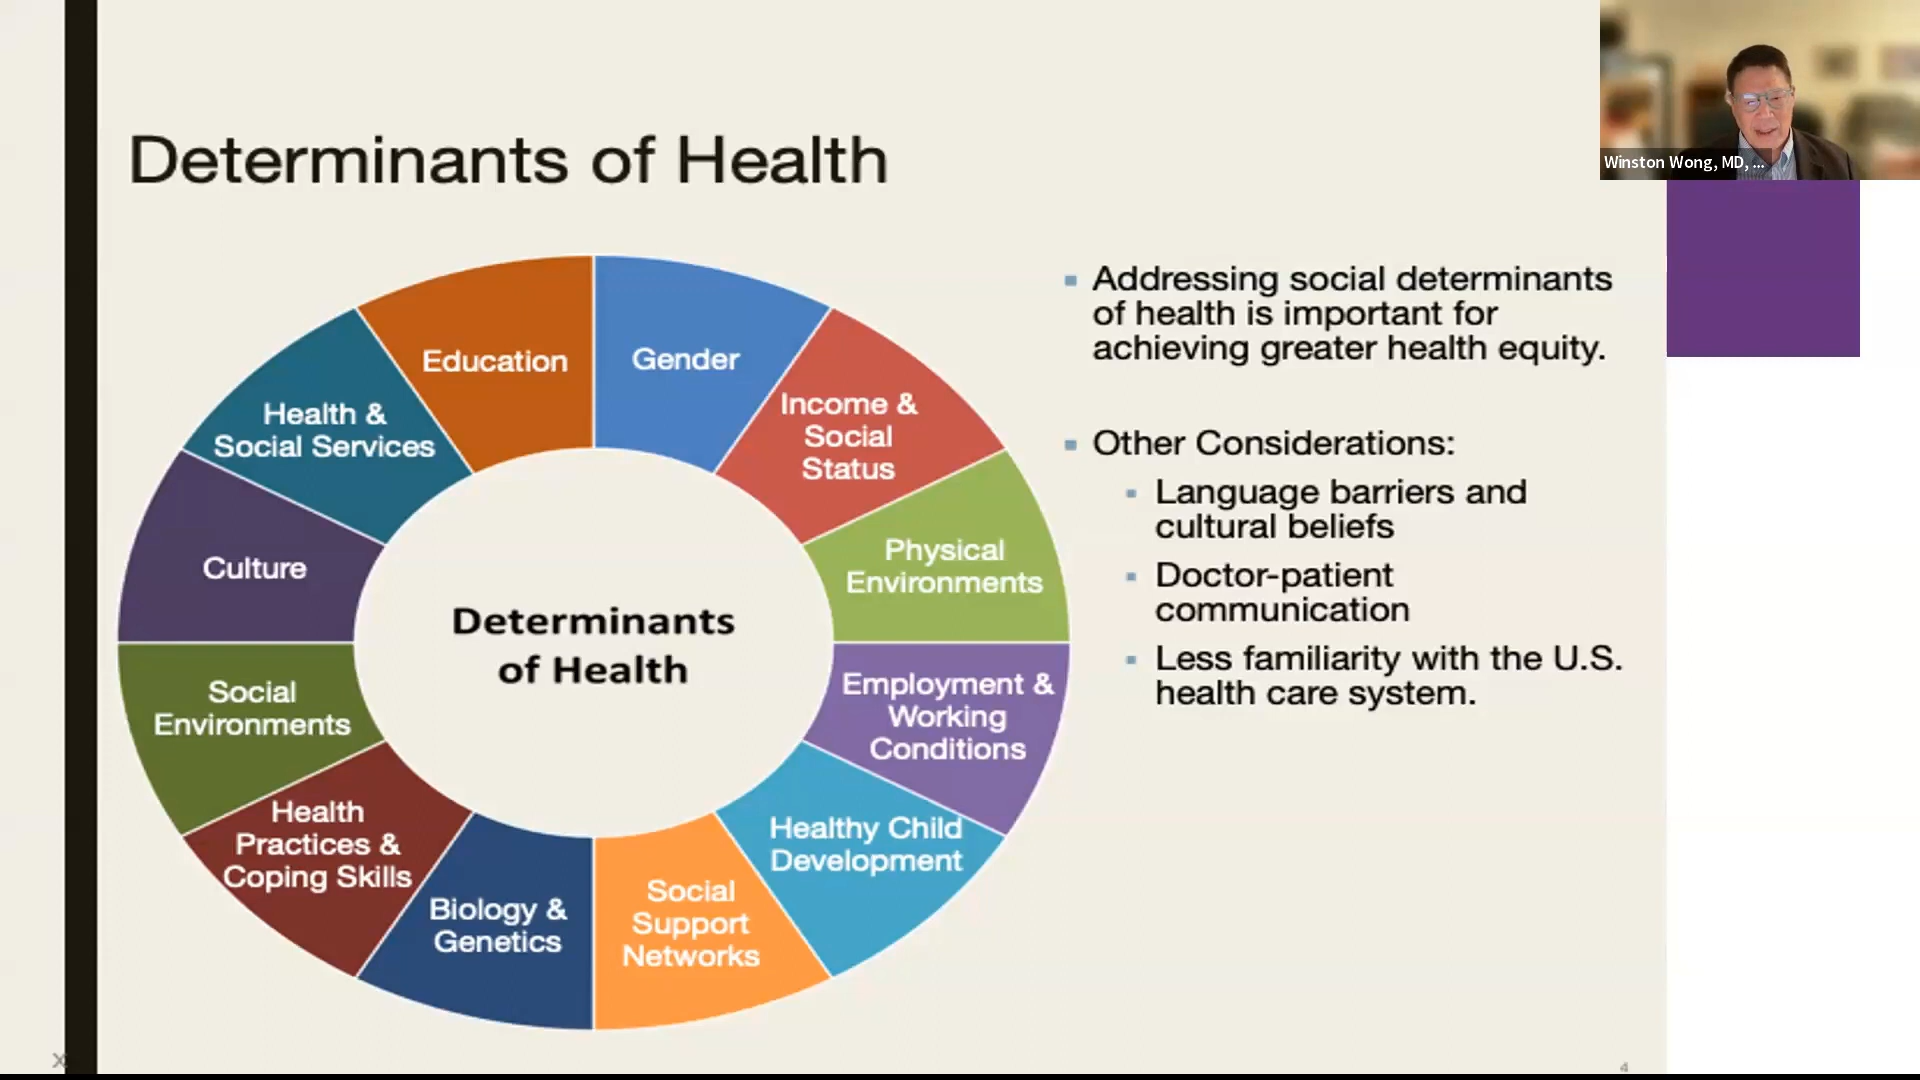 Determinants of Health
Winston Wong, MD, ...
Education
Gender
Income &
Social
Status
Physical
Environments
Employment &
Working
Conditions
Healthy Child
Development
Social
Support
Networks
Biology &
Genetics
Health
Practices &
Coping Skills
Social
Environments
Culture
Health &
Social Services
Determinants
of Health
Addressing social determinants
of health is important for
achieving greater health equity.
Other Considerations:
Language barriers and
cultural beliefs
Doctor-patient
communication
Less familiarity with the U.S.
health care system.
X
4